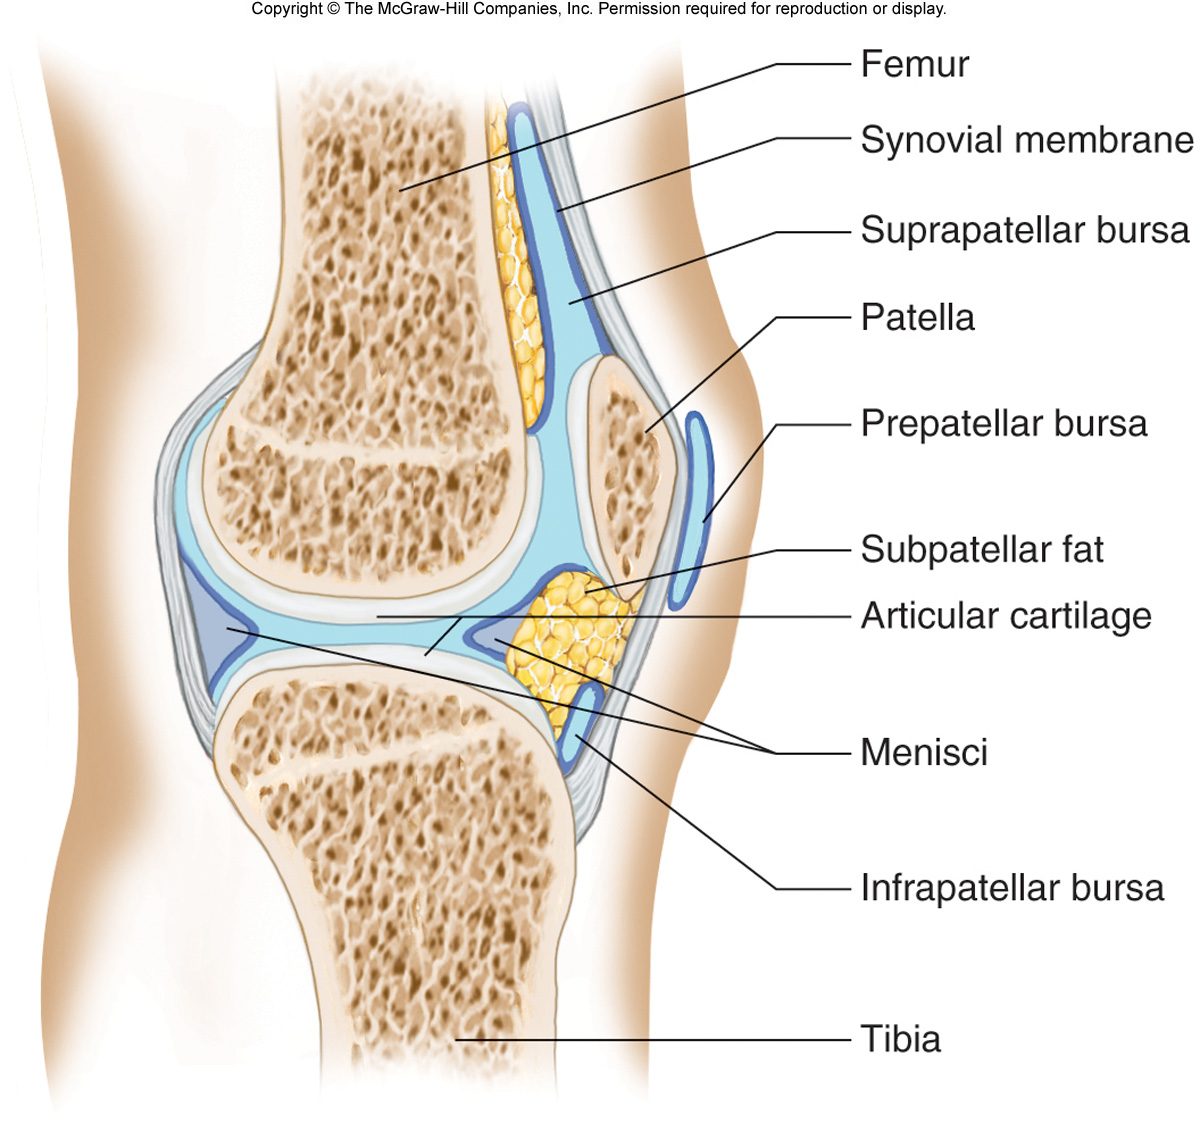 Copyright © The McGraw-Hill Companies, Inc. Permission required for reproduction or display.
Femur
Synovial membrane
Suprapatellar bursa
Patella
Prepatellar bursa
Subpatellar fat
Articular cartilage
Menisci
Infrapatellar bursa
Tibia